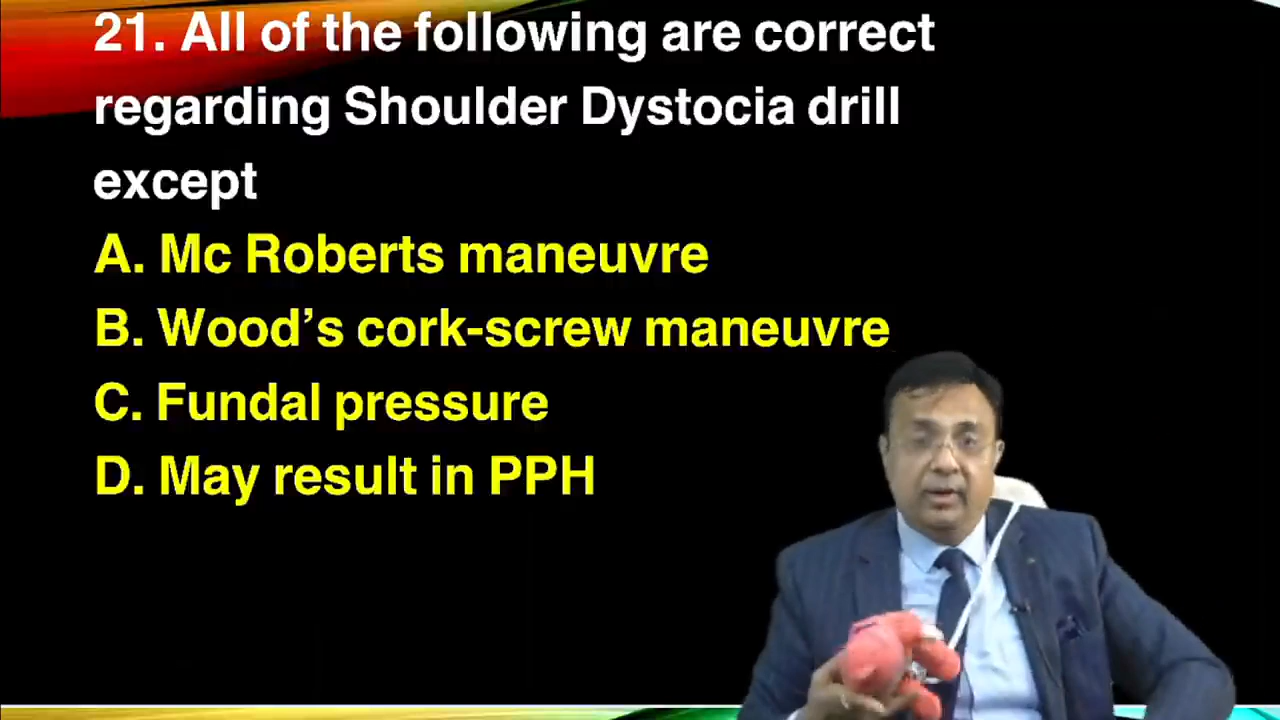 21. All of the following are correct
regarding Shoulder Dystocia drill
except
A. Mc Roberts maneuvre
B. Wood’s cork-screw maneuvre
C. Fundal pressure
D. May result in PPH